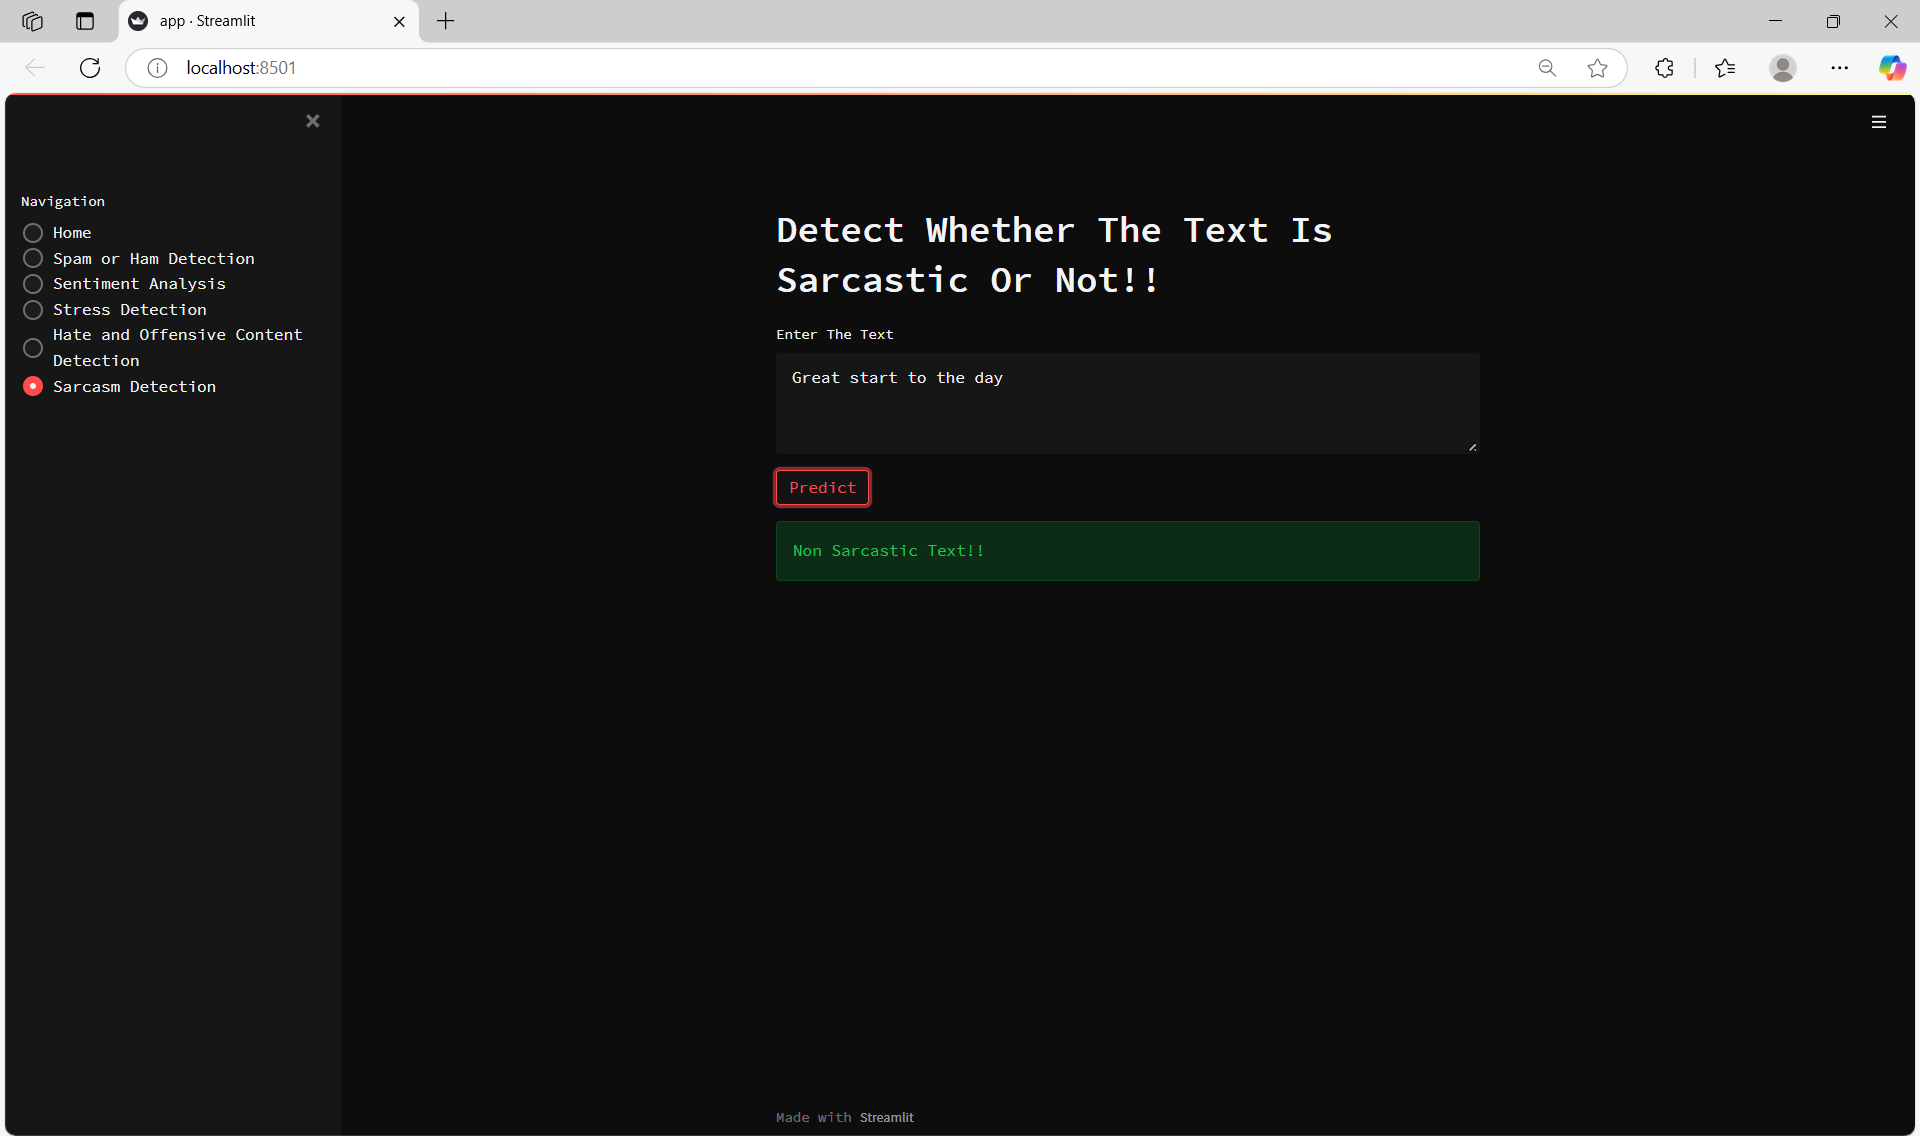 app · Streamlit
localhost:8501
Navigation
Home
Spam or Ham Detection
Sentiment Analysis
Stress Detection
Hate and Offensive Content
Detection
Sarcasm Detection
Detect Whether The Text Is
Sarcastic Or Not!!
Enter The Text
Great start to the day
Predict
Non Sarcastic Text!!
Made with Streamlit